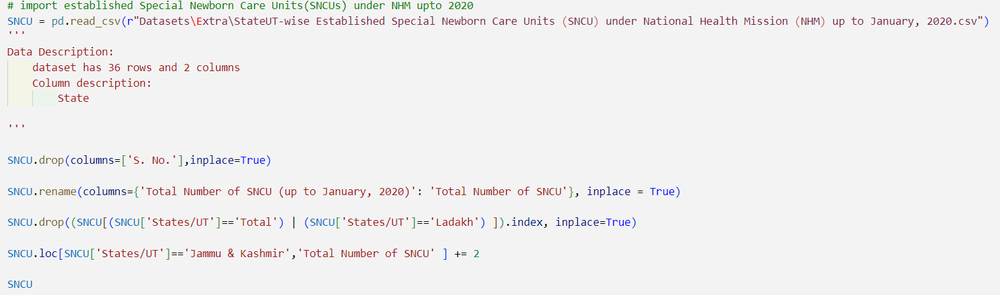 # import established Special Newborn Care Units(SNCUs) under NHM upto 2020
SNCU = pd.read_csv(r"Datasets\Extra\StateUT-wise Established Special Newborn Care Units (SNCU) under National Health Mission (NHM) up to January, 2020.csv")
'''
Data Description:
    dataset has 36 rows and 2 columns
    Column description:
        State
'''
SNCU.drop(columns=['S. No.'],inplace=True)
SNCU.rename(columns={'Total Number of SNCU (up to January, 2020)': 'Total Number of SNCU'}, inplace = True)
SNCU.drop((SNCU[(SNCU['States/UT']=='Total') | (SNCU['States/UT']=='Ladakh') ]).index, inplace=True)
SNCU.loc[SNCU['States/UT']=='Jammu & Kashmir','Total Number of SNCU' ] += 2
SNCU